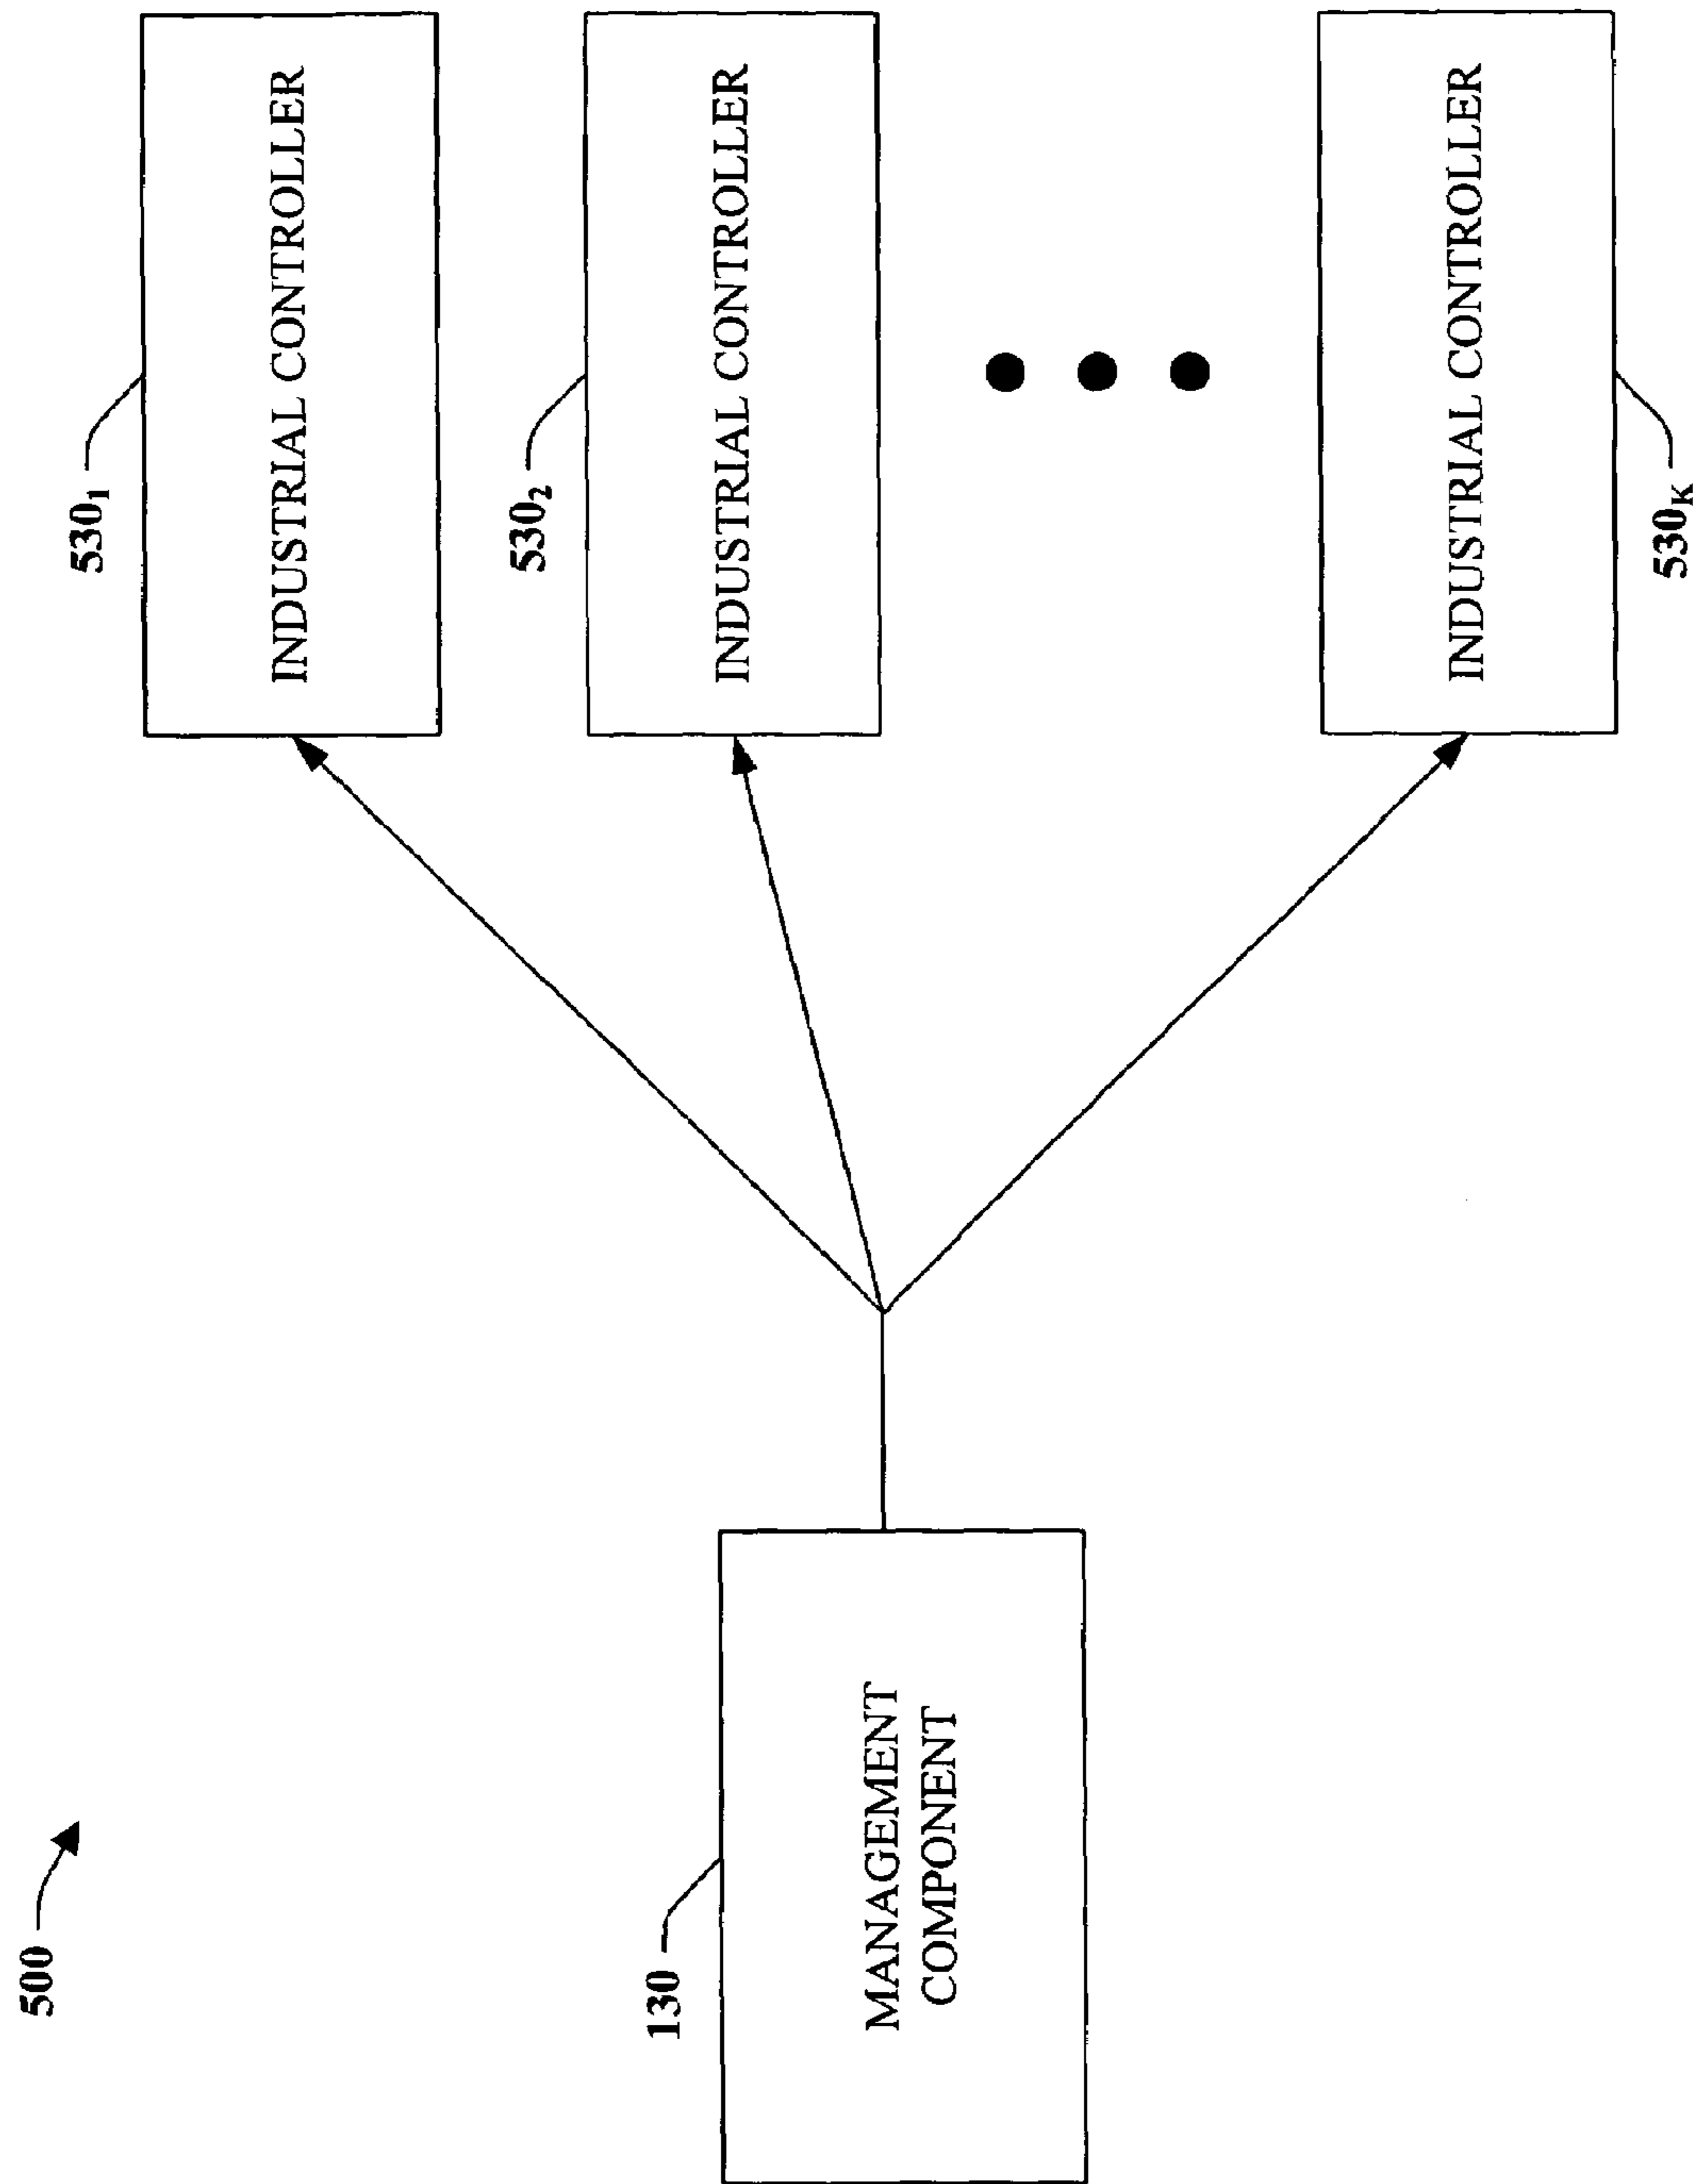 500
130
MANAGEMENT
COMPONENT
530₁
INDUSTRIAL CONTROLLER
530₂
INDUSTRIAL CONTROLLER
530K
INDUSTRIAL CONTROLLER